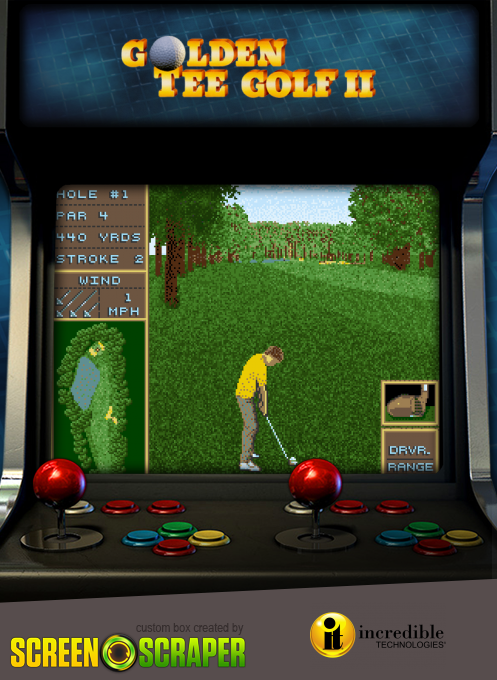 GOLDEN
TEE GOLF II
HOLE #1
PAR 4
440 YRDS
STROKE 2
WIND
1
MPH
DRVR.
RANGE
custom box created by
SCREEN SCRAPER
it incredible
TECHNOLOGIES®